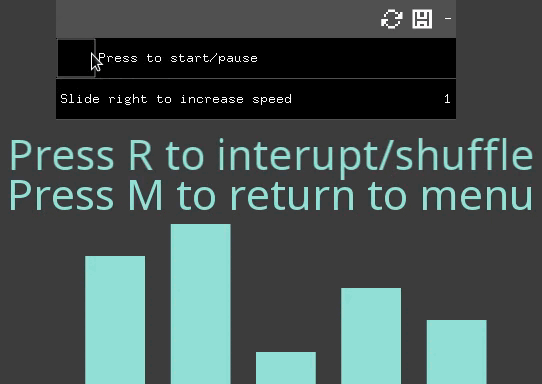 Press to start/pause
Slide right to increase speed 1
Press R to interupt/shuffle
Press M to return to menu